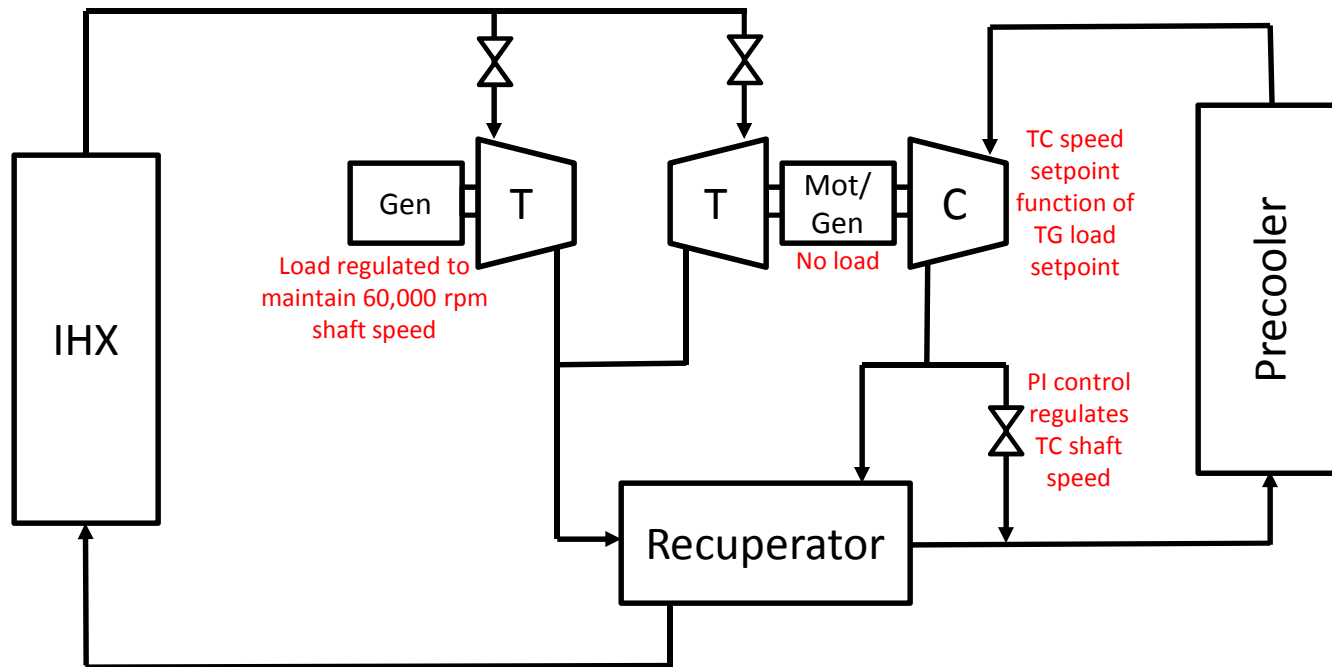 IHX
Gen
T
Load regulated to
maintain 60,000 rpm
shaft speed
T
Mot/
Gen
No load
C
TC speed
setpoint
function of
TG load
setpoint
Precooler
PI control
regulates
TC shaft
speed
Recuperator